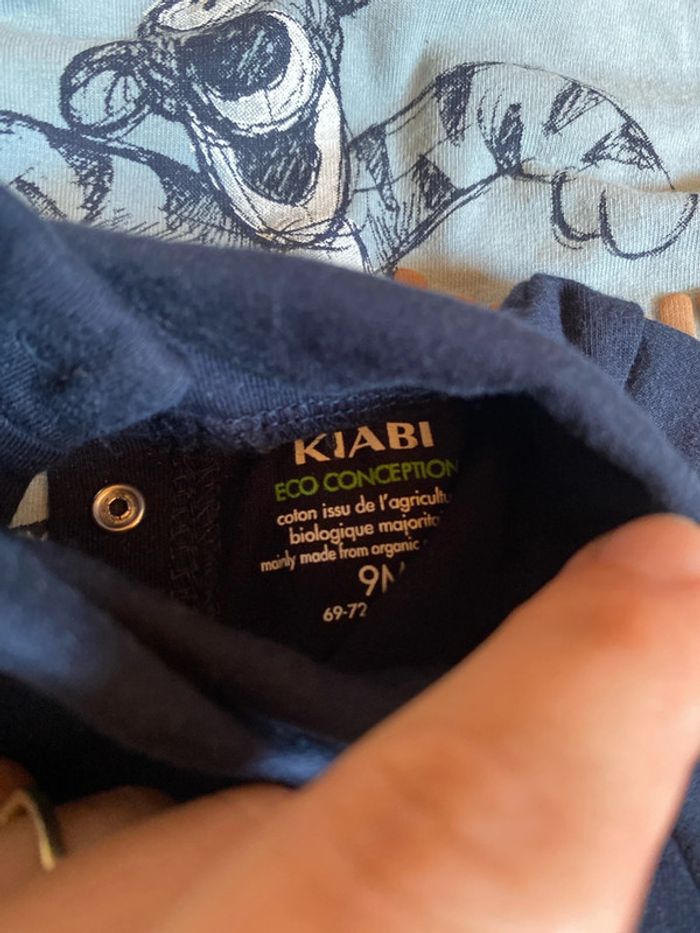 KIABI
ECO CONCEPTION
coton issu de l'agricultu
biologique majorita
mainly made from organic
9M
69-72